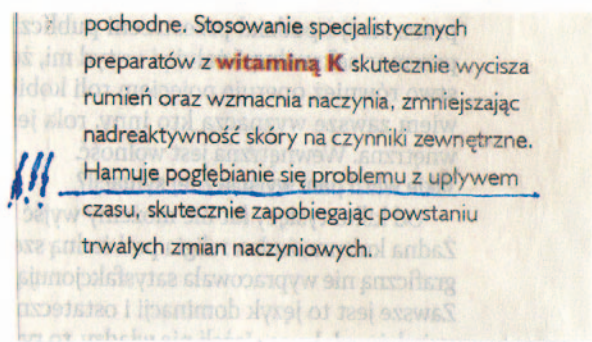 pochodne. Stosowanie specjalistycznych
preparatów z witaminą K skutecznie wycisza
rumień oraz wzmacnia naczynia, zmniejszając
nadreaktywność skóry na czynniki zewnętrzne.
!!! Hamuje pogłębianie się problemu z upływem
czasu, skutecznie zapobiegając powstaniu
trwałych zmian naczyniowych.